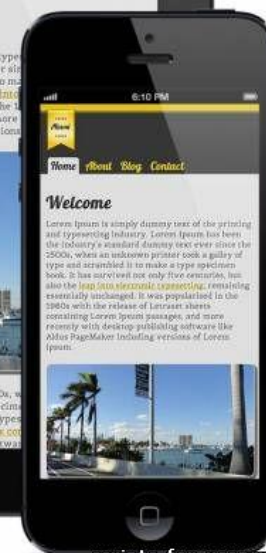 6:10 PM
Miami
Home About Blog Contact
Welcome
Lorem Ipsum is simply dummy text of the printing
and typesetting industry. Lorem Ipsum has been
the industry's standard dummy text ever since the
1500s, when an unknown printer took a galley of
type and scrambled it to make a type specimen
book. It has survived not only five centuries, but
also the leap into electronic typesetting, remaining
essentially unchanged. It was popularised in the
1960s with the release of Letraset sheets
containing Lorem Ipsum passages, and more
recently with desktop publishing software like
Aldus PageMaker including versions of Lorem
Ipsum.